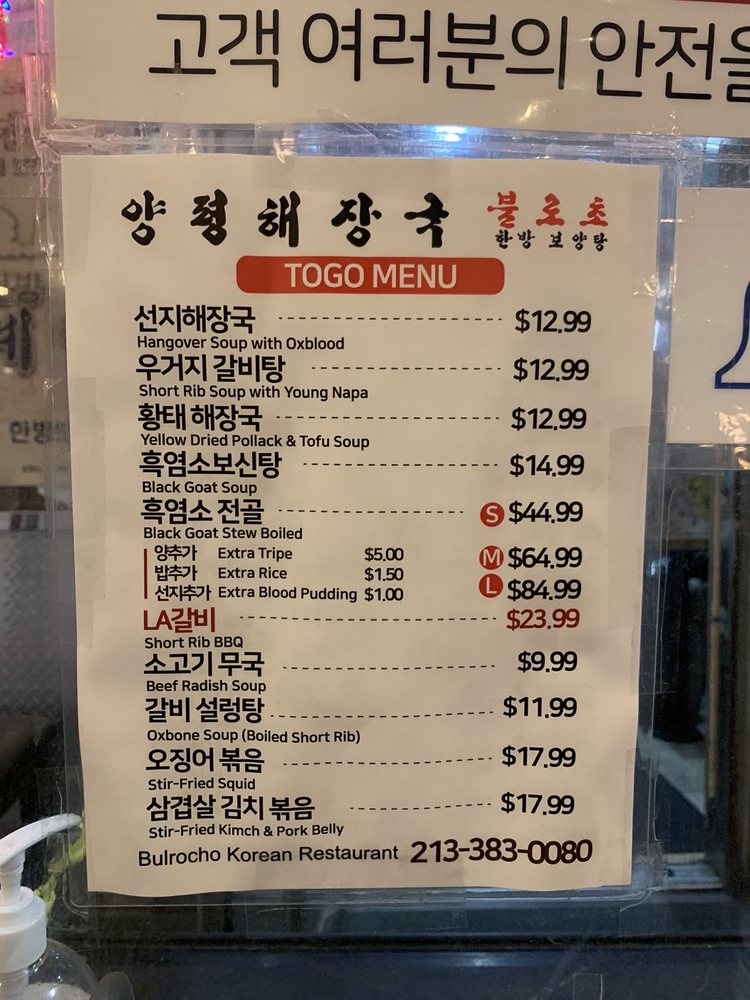 고객 여러분의 안전을
양평해장국 불로초
한방 보양탕
TOGO MENU
선지해장국 $12.99
Hangover Soup with Oxblood
우거지 갈비탕 $12.99
Short Rib Soup with Young Napa
황태 해장국 $12.99
Yellow Dried Pollack & Tofu Soup
흑염소보신탕 $14.99
Black Goat Soup
흑염소 전골 S $44.99
Black Goat Stew Boiled
양추가 Extra Tripe $5.00 M $64.99
밥추가 Extra Rice $1.50
선지추가 Extra Blood Pudding $1.00 L $84.99
LA갈비 $23.99
Short Rib BBQ
소고기 무국 $9.99
Beef Radish Soup
갈비 설렁탕 $11.99
Oxbone Soup (Boiled Short Rib)
오징어 볶음 $17.99
Stir-Fried Squid
삼겹살 김치 볶음 $17.99
Stir-Fried Kimch & Pork Belly
Bulrocho Korean Restaurant 213-383-0080